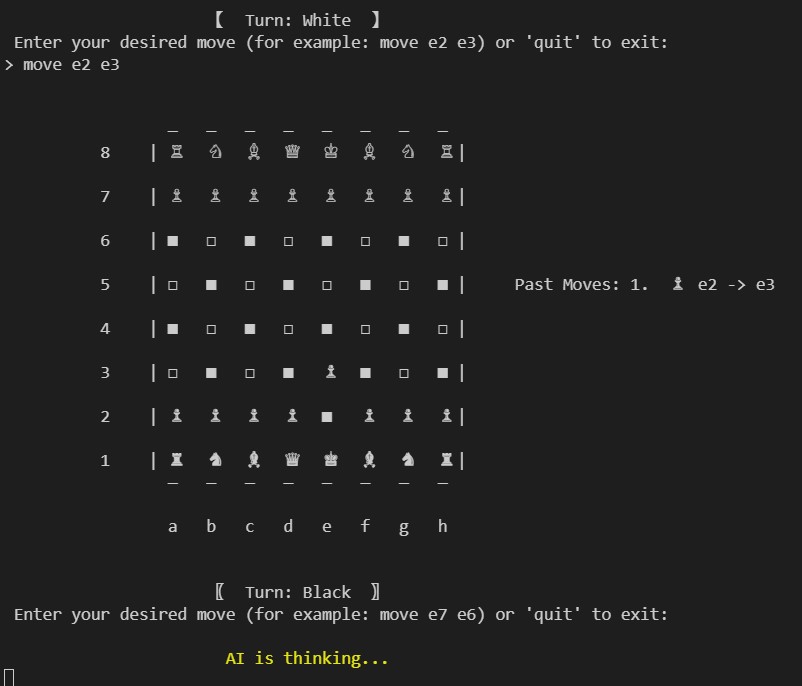 【 Turn: White 】
Enter your desired move (for example: move e2 e3) or 'quit' to exit:
> move e2 e3
_ _ _ _ _ _ _ _
8 | ♖ ♘ ♗ ♕ ♔ ♗ ♘ ♖ |
7 | ♙ ♙ ♙ ♙ ♙ ♙ ♙ ♙ |
6 | ■ □ ■ □ ■ □ ■ □ |
5 | □ ■ □ ■ □ ■ □ ■ | Past Moves: 1. ♟ e2 -> e3
4 | ■ □ ■ □ ■ □ ■ □ |
3 | □ ■ □ ■ ♟ ■ □ ■ |
2 | ♟ ♟ ♟ ♟ ■ ♟ ♟ ♟ |
1 | ♜ ♞ ♝ ♛ ♚ ♝ ♞ ♜ |
_ _ _ _ _ _ _ _
a b c d e f g h
〖 Turn: Black 〗
Enter your desired move (for example: move e7 e6) or 'quit' to exit:
AI is thinking...